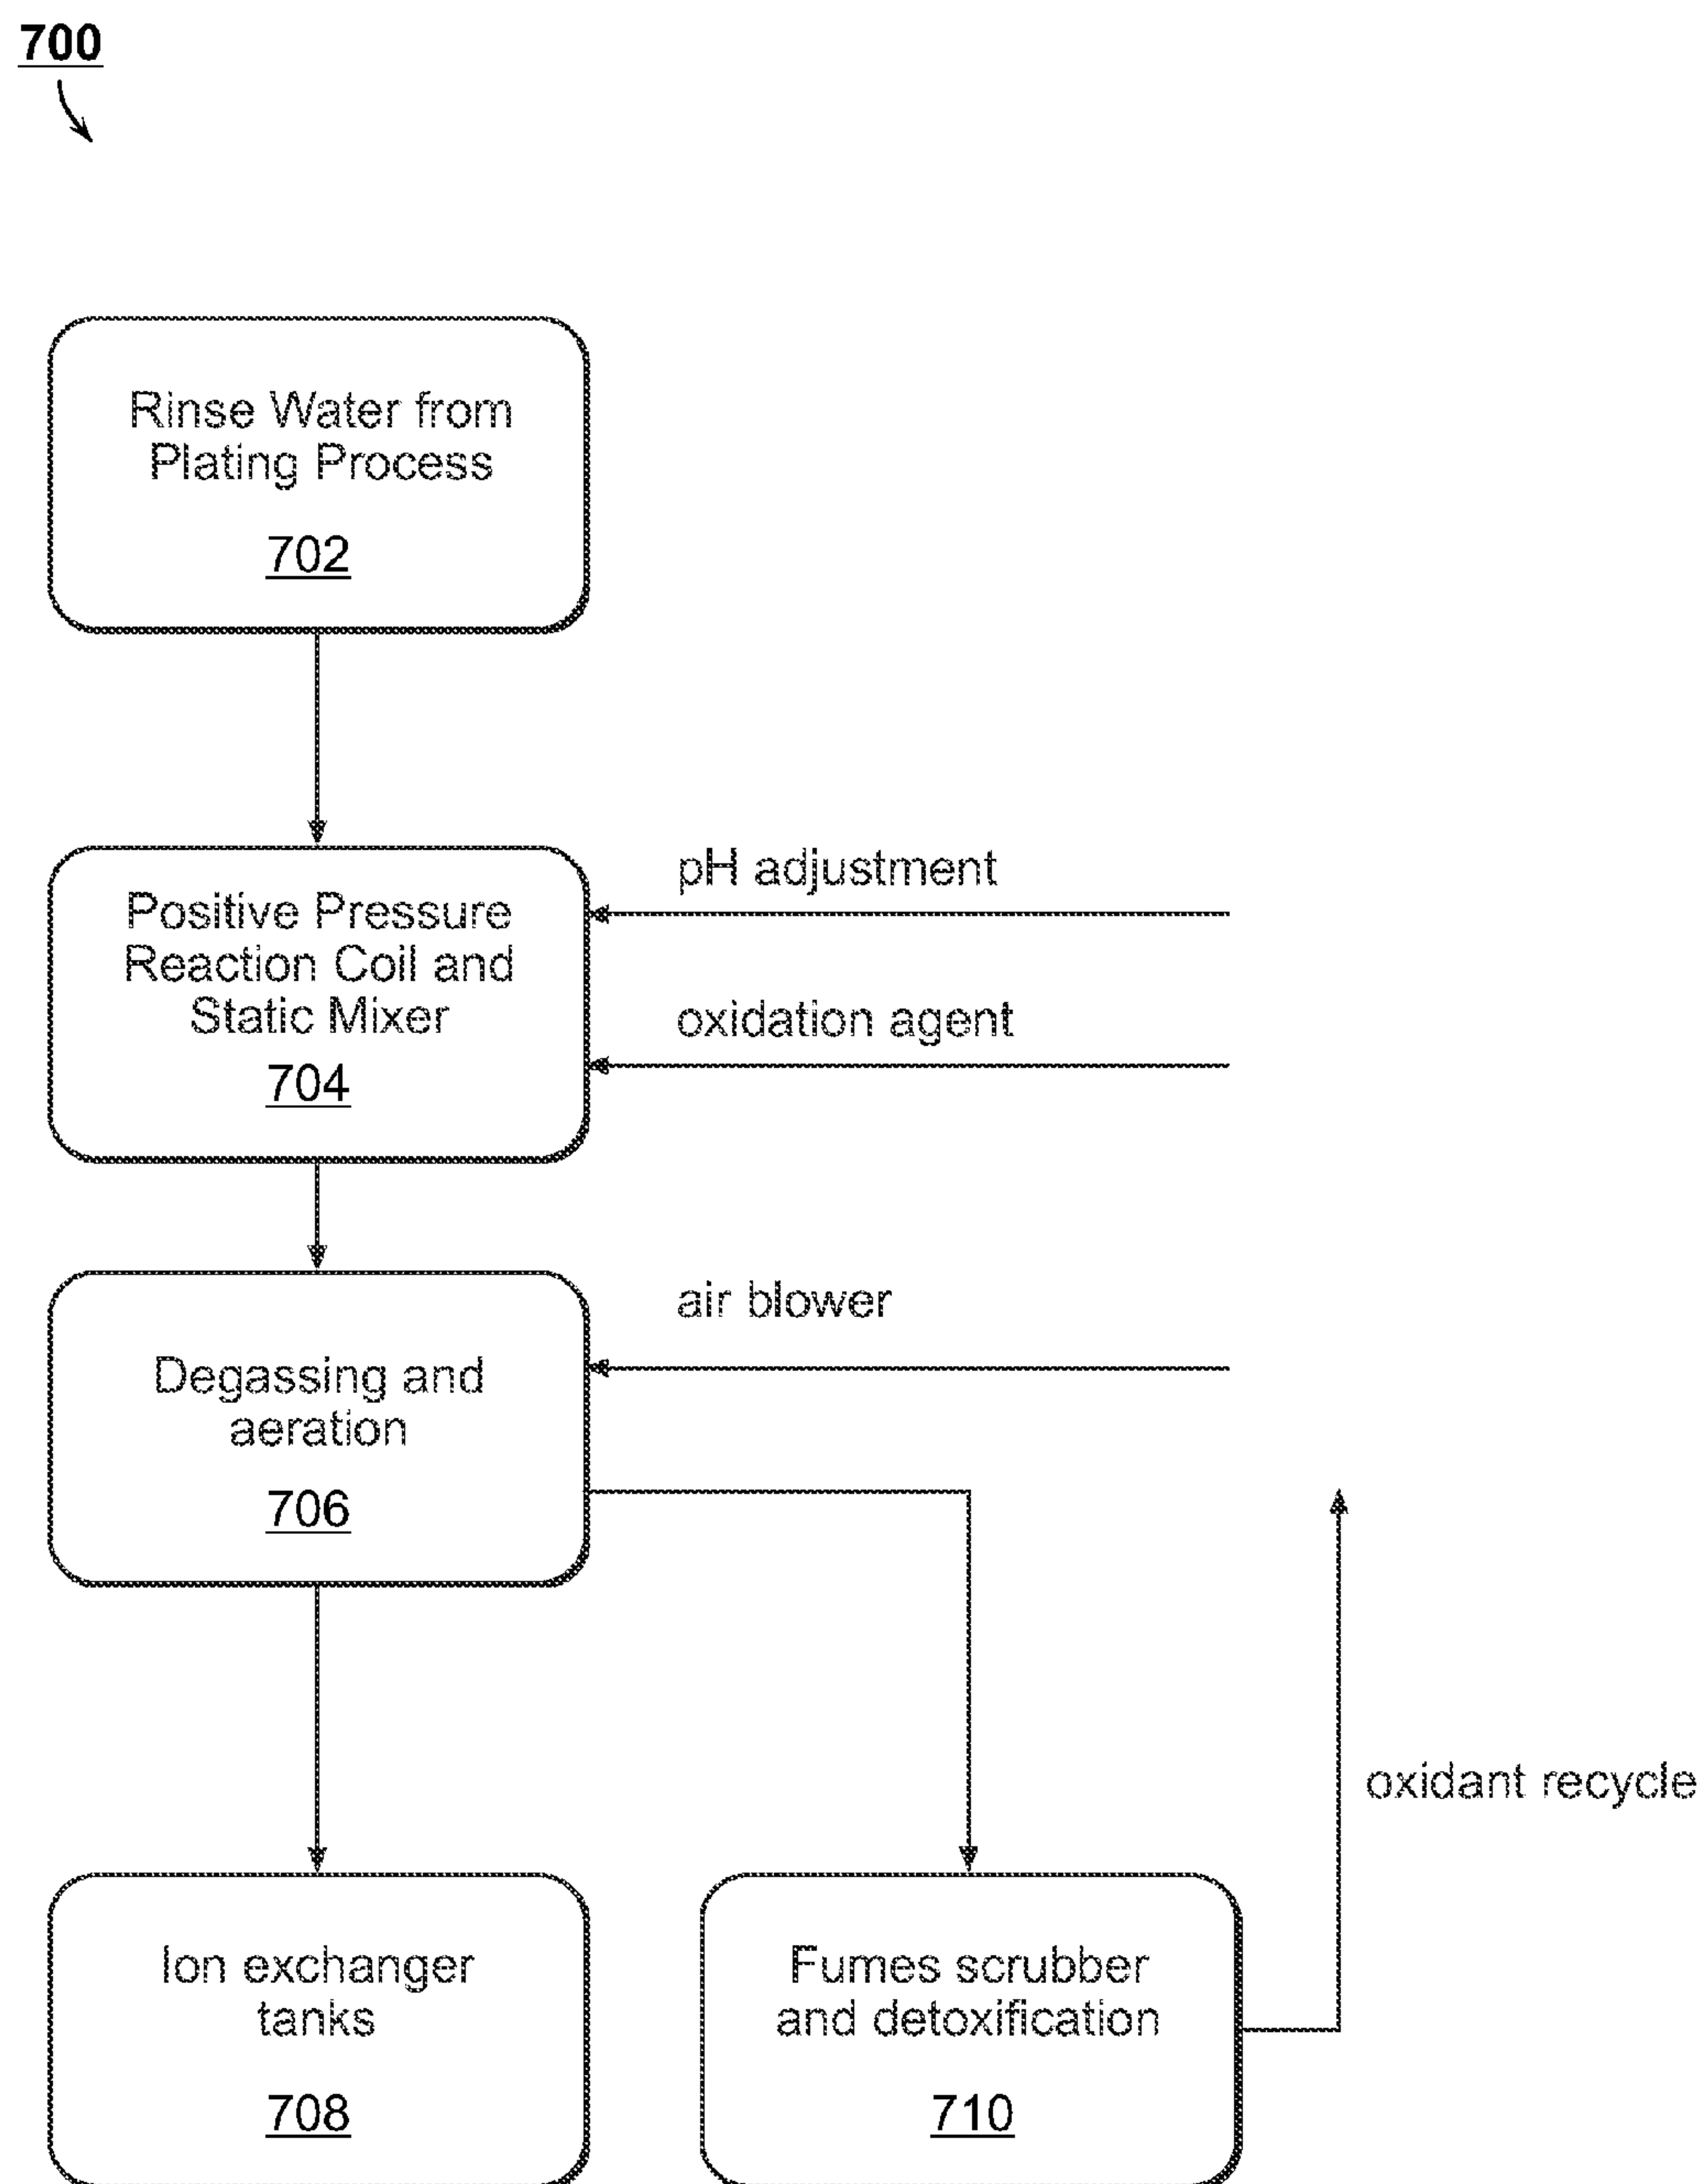 700
Rinse Water from
Plating Process
702
Positive Pressure
Reaction Coil and
Static Mixer
704
pH adjustment
oxidation agent
Degassing and
aeration
706
air blower
oxidant recycle
Ion exchanger
tanks
708
Fumes scrubber
and detoxification
710